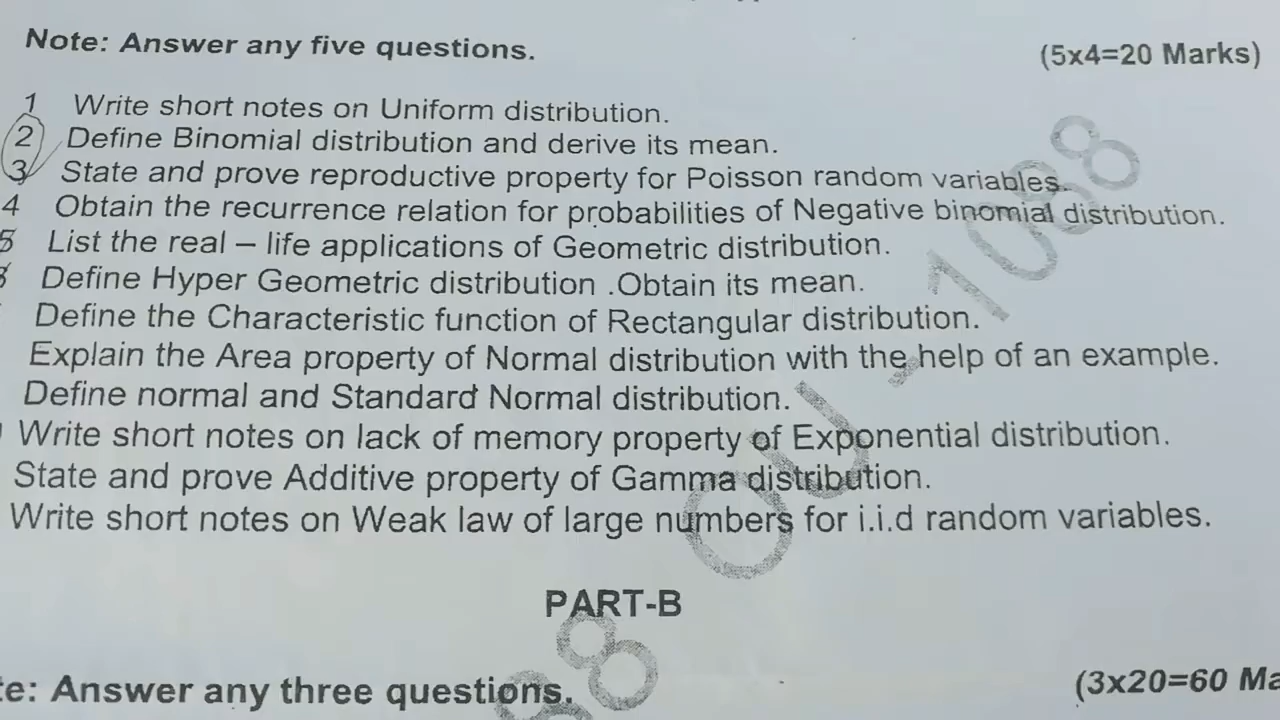 Note: Answer any five questions.
(5x4=20 Marks)
1 Write short notes on Uniform distribution.
2 Define Binomial distribution and derive its mean.
3 State and prove reproductive property for Poisson random variables.
4 Obtain the recurrence relation for probabilities of Negative binomial distribution.
5 List the real – life applications of Geometric distribution.
Define Hyper Geometric distribution .Obtain its mean.
Define the Characteristic function of Rectangular distribution.
Explain the Area property of Normal distribution with the help of an example.
Define normal and Standard Normal distribution.
Write short notes on lack of memory property of Exponential distribution.
State and prove Additive property of Gamma distribution.
Write short notes on Weak law of large numbers for i.i.d random variables.
OU - 1088
PART-B
88
te: Answer any three questions.
(3x20=60 Ma